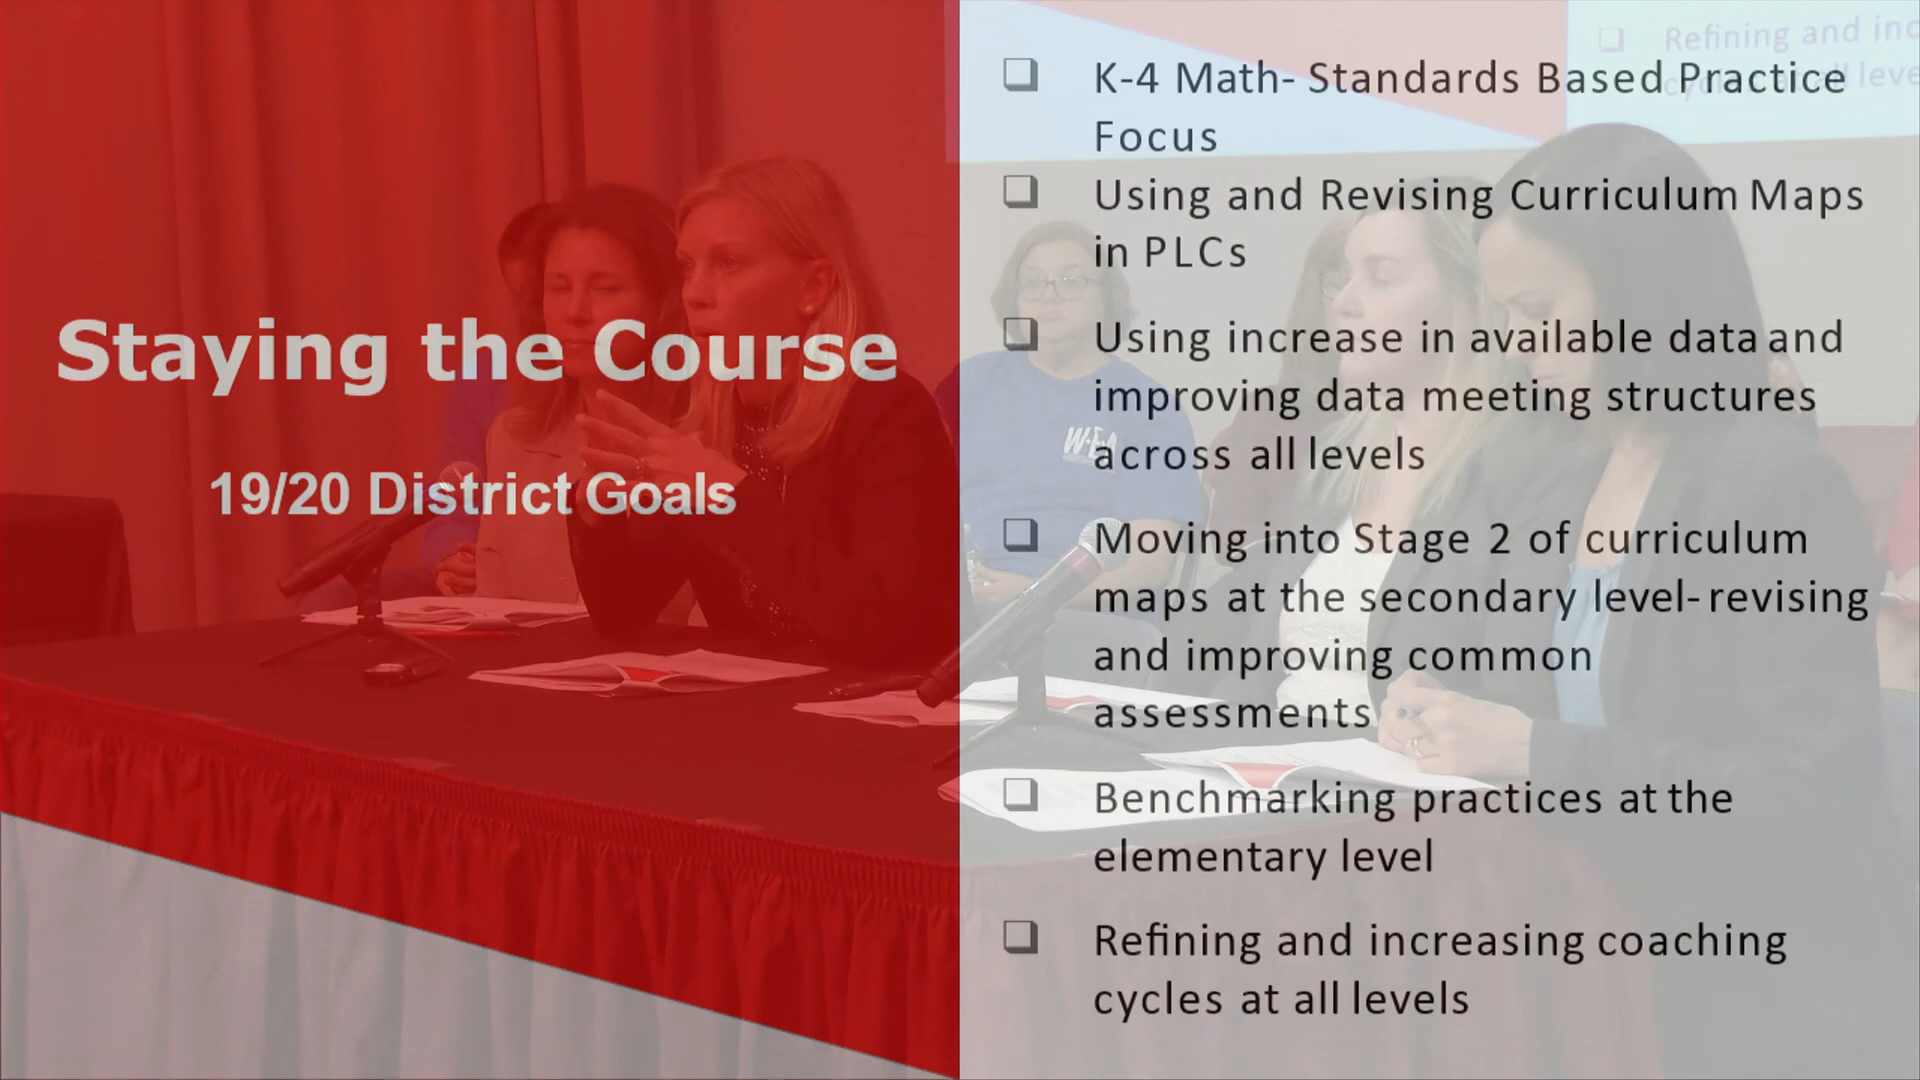 Staying the Course
19/20 District Goals
K-4 Math- Standards Based Practice
Focus
Using and Revising Curriculum Maps
in PLCs
Using increase in available data and
improving data meeting structures
across all levels
Moving into Stage 2 of curriculum
maps at the secondary level- revising
and improving common
assessments
Benchmarking practices at the
elementary level
Refining and increasing coaching
cycles at all levels
Refining and inc
W.E.A